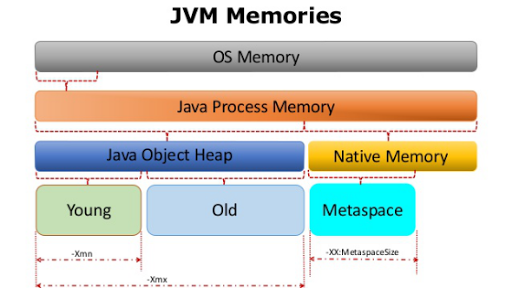 JVM Memories
OS Memory
Java Process Memory
Java Object Heap
Native Memory
Young
Old
Metaspace
-Xmn
-XX:MetaspaceSize
-Xmx